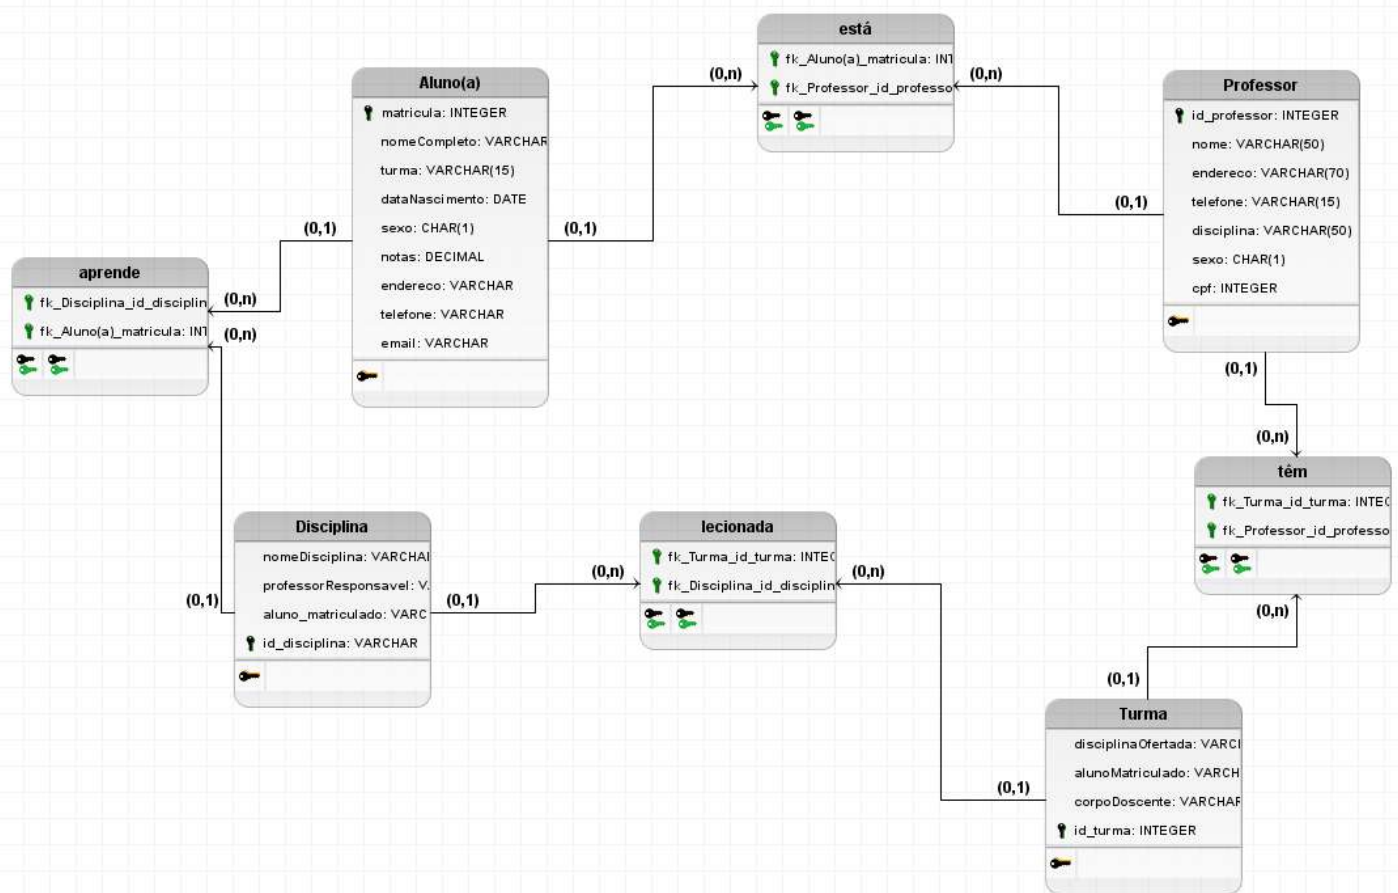 está
fk_Aluno(a)_matricula: INT
fk_Professor_id_professo
(0,n)
(0,n)
Aluno(a)
matricula: INTEGER
nomeCompleto: VARCHAR
turma: VARCHAR(15)
dataNascimento: DATE
sexo: CHAR(1)
notas: DECIMAL
endereco: VARCHAR
telefone: VARCHAR
email: VARCHAR
(0,1)
(0,1)
Professor
id_professor: INTEGER
nome: VARCHAR(50)
endereco: VARCHAR(70)
telefone: VARCHAR(15)
disciplina: VARCHAR(50)
sexo: CHAR(1)
cpf: INTEGER
(0,1)
(0,1)
aprende
fk_Disciplina_id_disciplin
fk_Aluno(a)_matricula: INT
(0,n)
(0,n)
(0,n)
têm
fk_Turma_id_turma: INTEG
fk_Professor_id_professo
(0,n)
Disciplina
nomeDisciplina: VARCHAI
professorResponsavel: V.
aluno_matriculado: VARC
id_disciplina: VARCHAR
(0,1)
(0,1)
lecionada
fk_Turma_id_turma: INTEG
fk_Disciplina_id_disciplin
(0,n)
(0,n)
(0,1)
Turma
disciplinaOfertada: VARCI
alunoMatriculado: VARCH
corpoDoscente: VARCHAR
id_turma: INTEGER
(0,1)